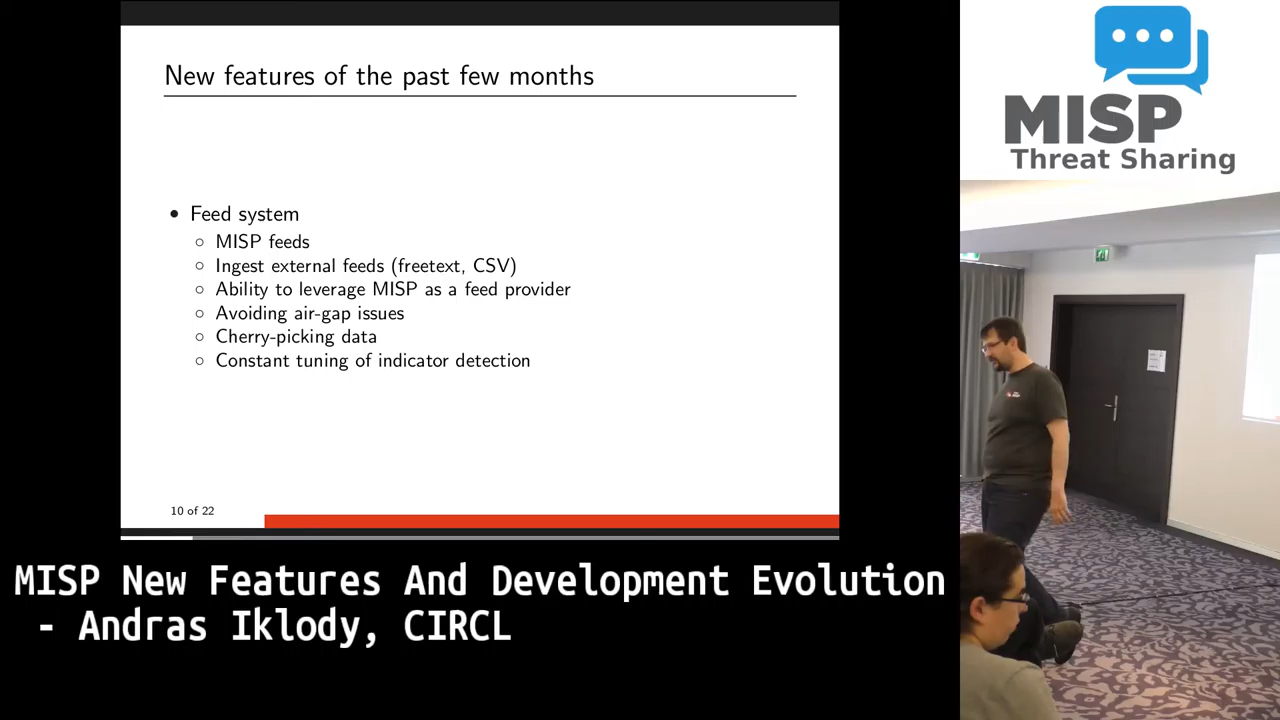 New features of the past few months
• Feed system
○ MISP feeds
○ Ingest external feeds (freetext, CSV)
○ Ability to leverage MISP as a feed provider
○ Avoiding air-gap issues
○ Cherry-picking data
○ Constant tuning of indicator detection
10 of 22
MISP
Threat Sharing
MISP New Features And Development Evolution
- Andras Iklody, CIRCL